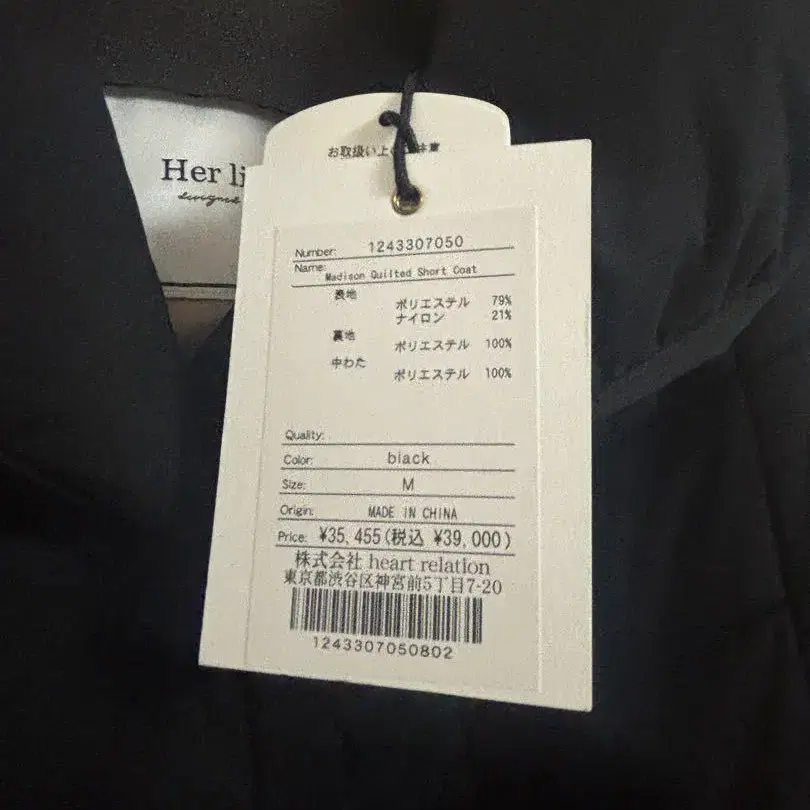 Her li
designed
お取扱い上の
Number: 1243307050
Name: Madison Quilted Short Coat
表地
ポリエステル 79%
ナイロン 21%
裏地
ポリエステル 100%
中わた
ポリエステル 100%
Quality:
Color: black
Size: M
Origin: MADE IN CHINA
Price: ¥35,455(税込 ¥39,000)
株式会社 heart relation
東京都渋谷区神宮前5丁目7-20
1243307050802